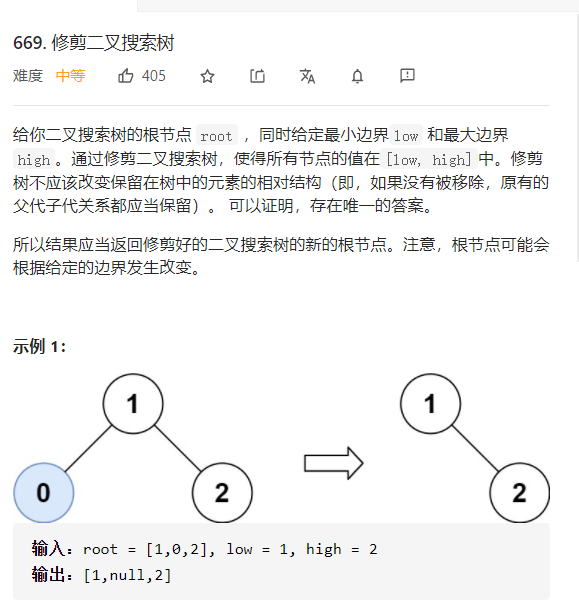 669. 修剪二叉搜索树
难度 中等 405
给你二叉搜索树的根节点 root ，同时给定最小边界 low 和最大边界
high。通过修剪二叉搜索树，使得所有节点的值在 [low, high] 中。修剪
树不应该改变保留在树中的元素的相对结构（即，如果没有被移除，原有的
父代子代关系都应当保留）。 可以证明，存在唯一的答案。
所以结果应当返回修剪好的二叉搜索树的新的根节点。注意，根节点可能会
根据给定的边界发生改变。
示例 1：
1 1
0 2 2
输入：root = [1,0,2], low = 1, high = 2
输出：[1,null,2]